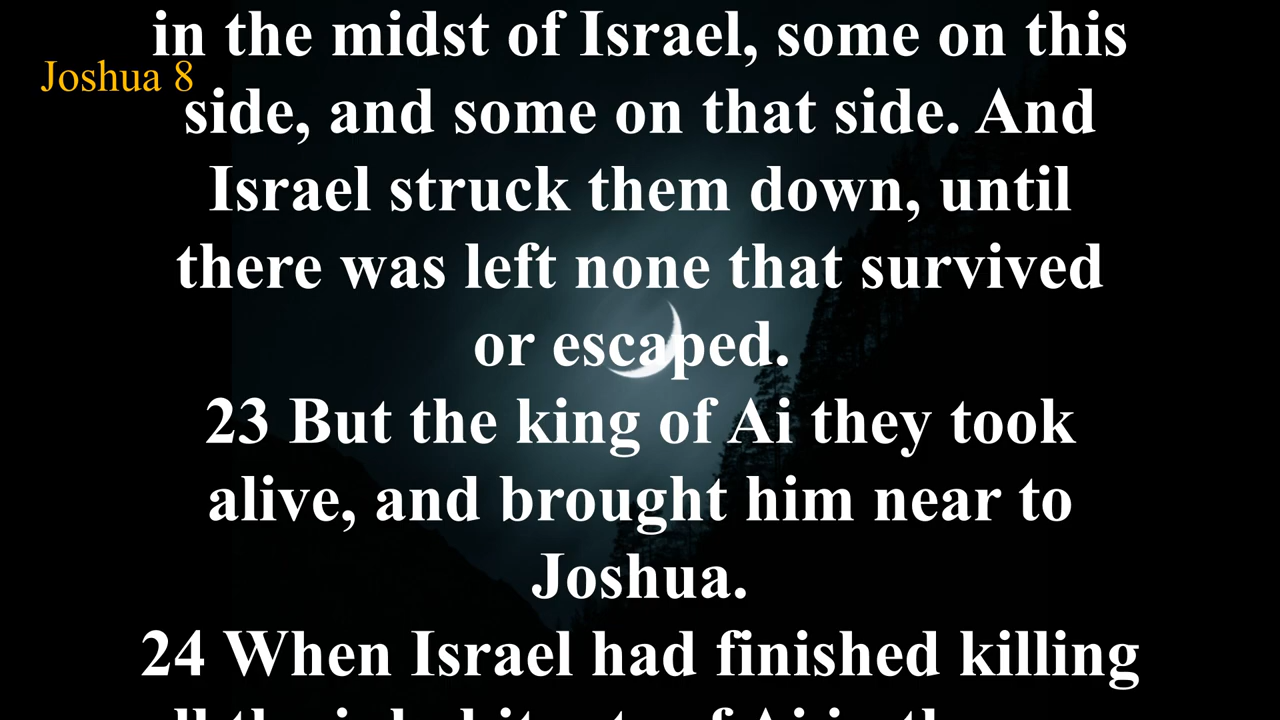 in the midst of Israel, some on this
Joshua 8
side, and some on that side. And
Israel struck them down, until
there was left none that survived
or escaped.
23 But the king of Ai they took
alive, and brought him near to
Joshua.
24 When Israel had finished killing